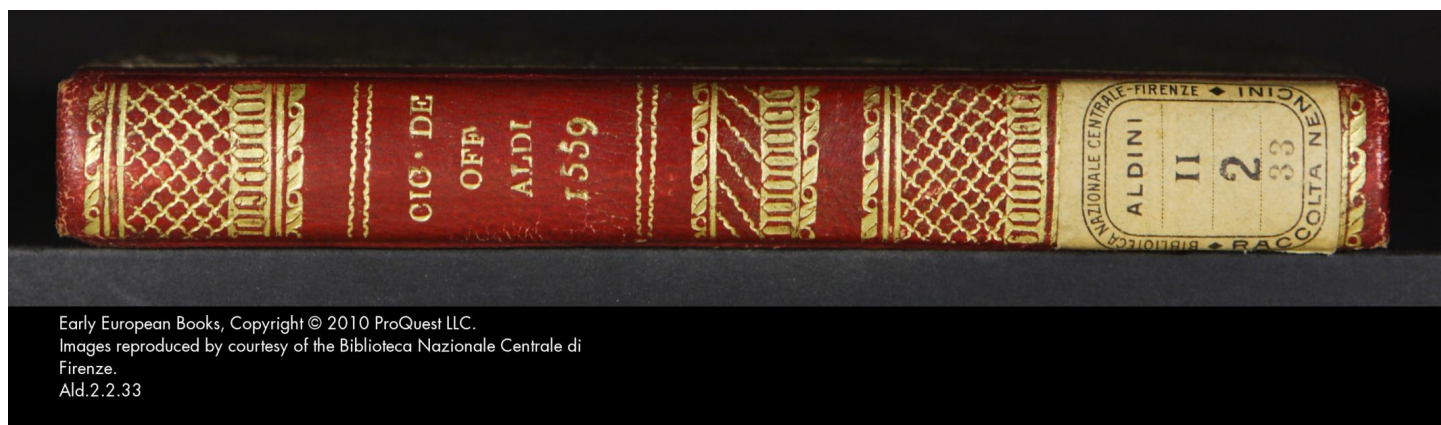 CIC· DE
OFF
ALDI
1559
BIBLIOTECA NAZIONALE CENTRALE-FIRENZE ◆
RACCOLTA NENCINI ◆
ALDINI
II
2
33
Early European Books, Copyright © 2010 ProQuest LLC.
Images reproduced by courtesy of the Biblioteca Nazionale Centrale di
Firenze.
Ald.2.2.33